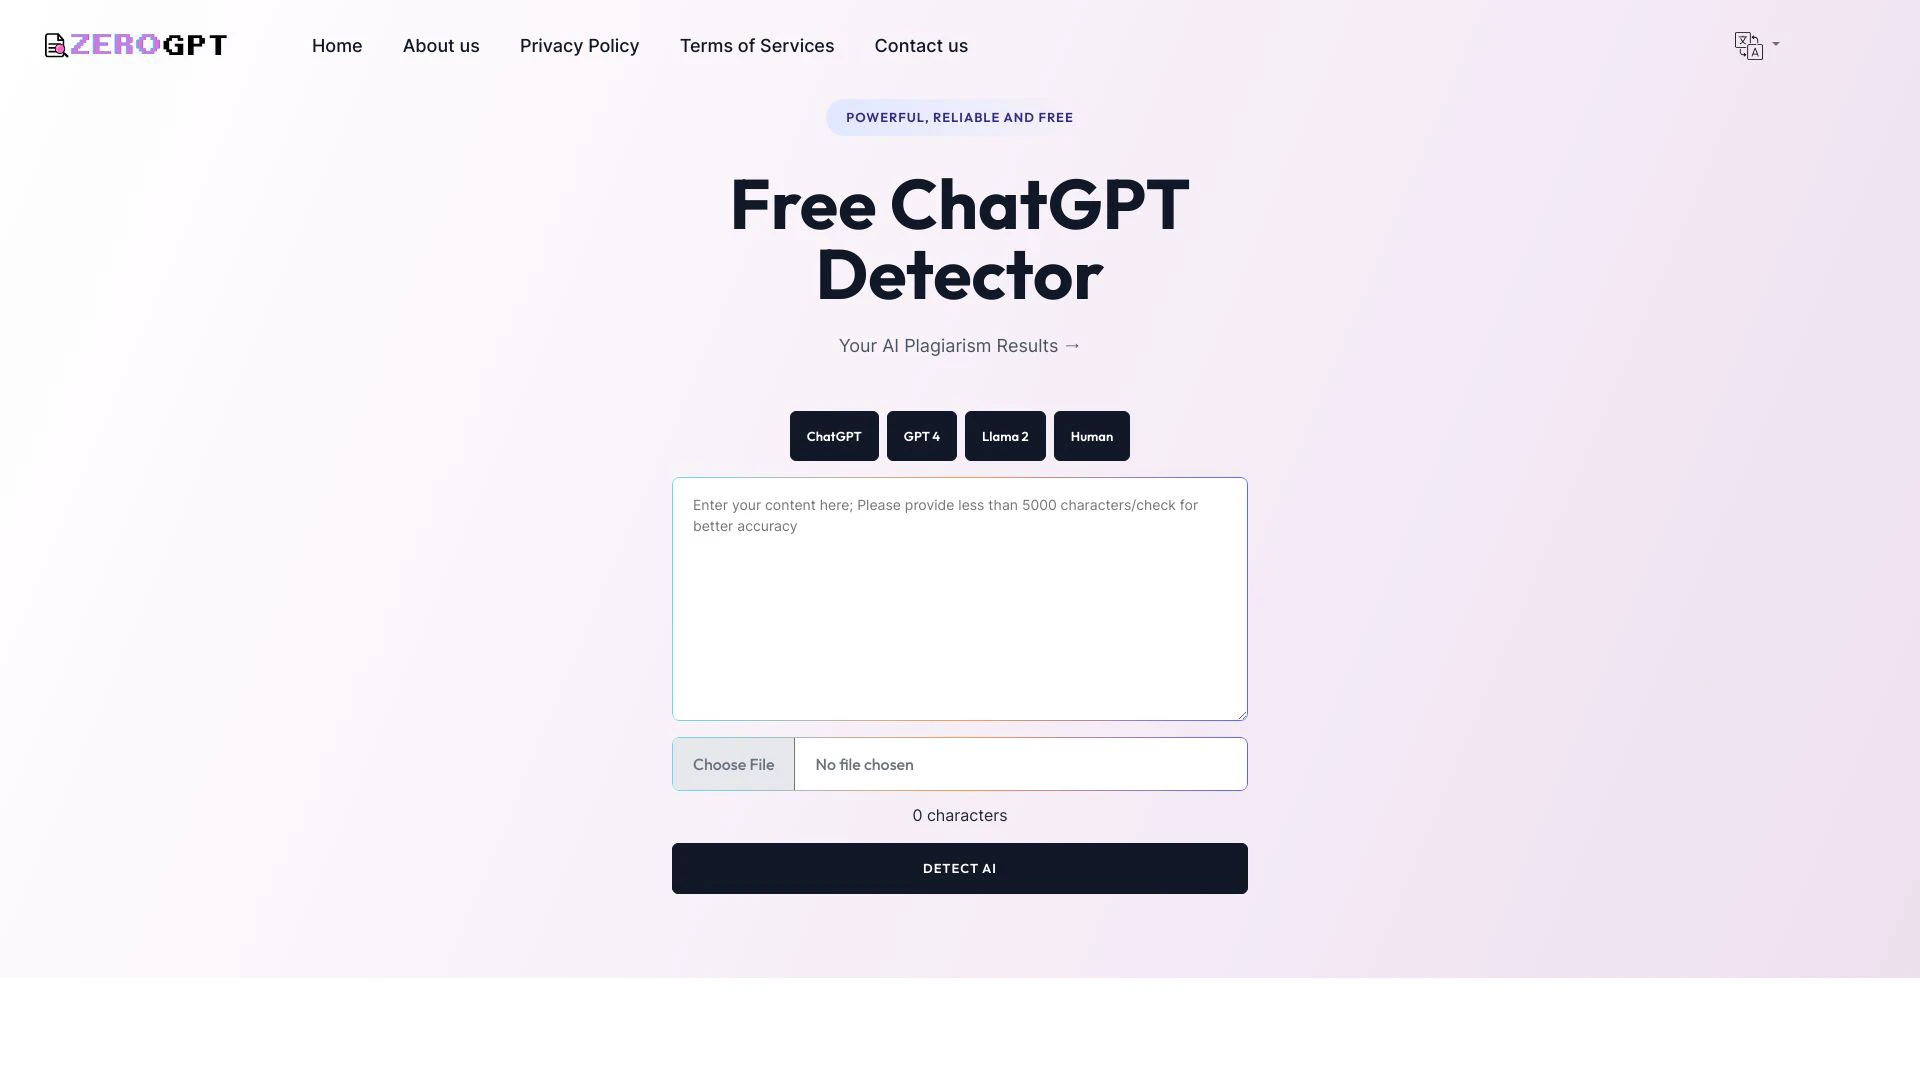 ZEROGPT
Home
About us
Privacy Policy
Terms of Services
Contact us
POWERFUL, RELIABLE AND FREE
Free ChatGPT
Detector
Your AI Plagiarism Results →
ChatGPT
GPT 4
Llama 2
Human
Enter your content here; Please provide less than 5000 characters/check for
better accuracy
Choose File
No file chosen
0 characters
DETECT AI